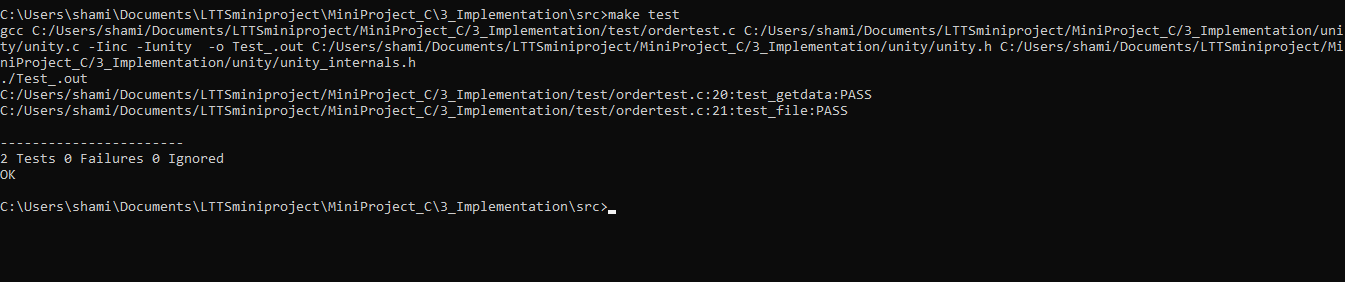 C:\Users\shami\Documents\LTTSminiproject\MiniProject_C\3_Implementation\src>make test
gcc C:/Users/shami/Documents/LTTSminiproject/MiniProject_C/3_Implementation/test/ordertest.c C:/Users/shami/Documents/LTTSminiproject/MiniProject_C/3_Implementation/uni
ty/unity.c -Iinc -Iunity  -o Test_.out C:/Users/shami/Documents/LTTSminiproject/MiniProject_C/3_Implementation/unity/unity.h C:/Users/shami/Documents/LTTSminiproject/Mi
niProject_C/3_Implementation/unity/unity_internals.h
./Test_.out
C:/Users/shami/Documents/LTTSminiproject/MiniProject_C/3_Implementation/test/ordertest.c:20:test_getdata:PASS
C:/Users/shami/Documents/LTTSminiproject/MiniProject_C/3_Implementation/test/ordertest.c:21:test_file:PASS
-----------------------
2 Tests 0 Failures 0 Ignored
OK
C:\Users\shami\Documents\LTTSminiproject\MiniProject_C\3_Implementation\src>